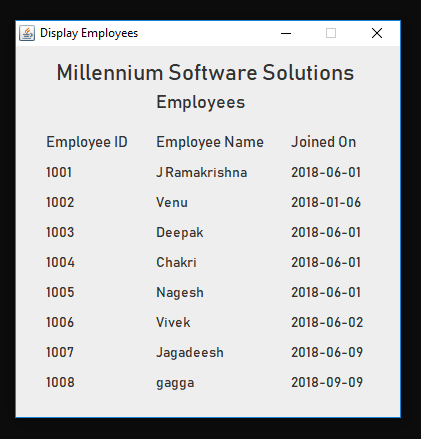 Display Employees
Millennium Software Solutions
Employees
Employee ID Employee Name Joined On
1001 J Ramakrishna 2018-06-01
1002 Venu 2018-01-06
1003 Deepak 2018-06-01
1004 Chakri 2018-06-01
1005 Nagesh 2018-06-01
1006 Vivek 2018-06-02
1007 Jagadeesh 2018-06-09
1008 gagga 2018-09-09